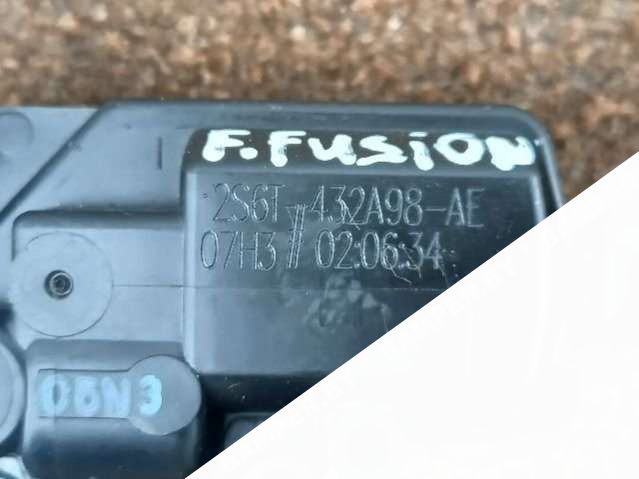 F.FUSION
2S6T-432A98-AE
07H3 // 02:06:34
06N3